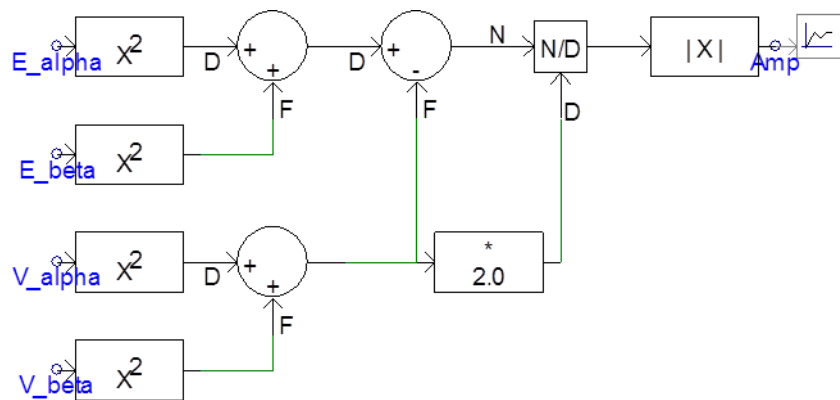 E_alpha
X2
D
+
+
F
D
+
-
F
N
N/D
D
|X|
Amp
E_beta
X2
V_alpha
X2
D
+
+
F
*
2.0
V_beta
X2